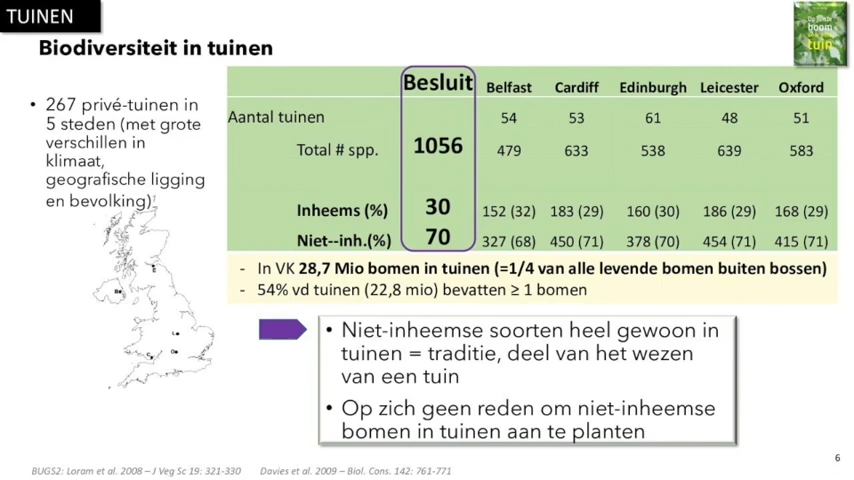 TUINEN
Biodiversiteit in tuinen
boom
tuin
• 267 privé-tuinen in
5 steden (met grote
verschillen in
klimaat,
geografische ligging
en bevolking)
Besluit Belfast Cardiff Edinburgh Leicester Oxford
Aantal tuinen 54 53 61 48 51
Total # spp. 1056 479 633 538 639 583
Inheems (%) 30 152 (32) 183 (29) 160 (30) 186 (29) 168 (29)
Niet--inh.(%) 70 327 (68) 450 (71) 378 (70) 454 (71) 415 (71)
- In VK 28,7 Mio bomen in tuinen (=1/4 van alle levende bomen buiten bossen)
- 54% vd tuinen (22,8 mio) bevatten ≥ 1 bomen
• Niet-inheemse soorten heel gewoon in
tuinen = traditie, deel van het wezen
van een tuin
• Op zich geen reden om niet-inheemse
bomen in tuinen aan te planten
6
BUGS2: Loram et al. 2008 – J Veg Sc 19: 321-330 Davies et al. 2009 – Biol. Cons. 142: 761-771